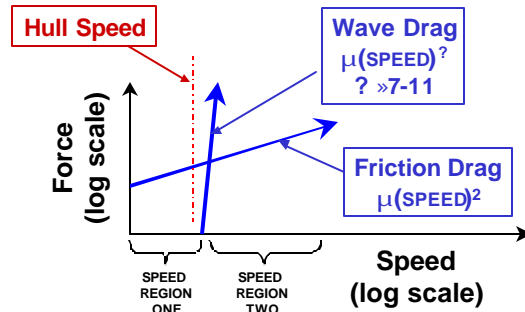 Hull Speed
Wave Drag
µ(SPEED)?
? »7-11
Force
(log scale)
Friction Drag
µ(SPEED)2
SPEED
REGION
ONE
SPEED
REGION
TWO
Speed
(log scale)